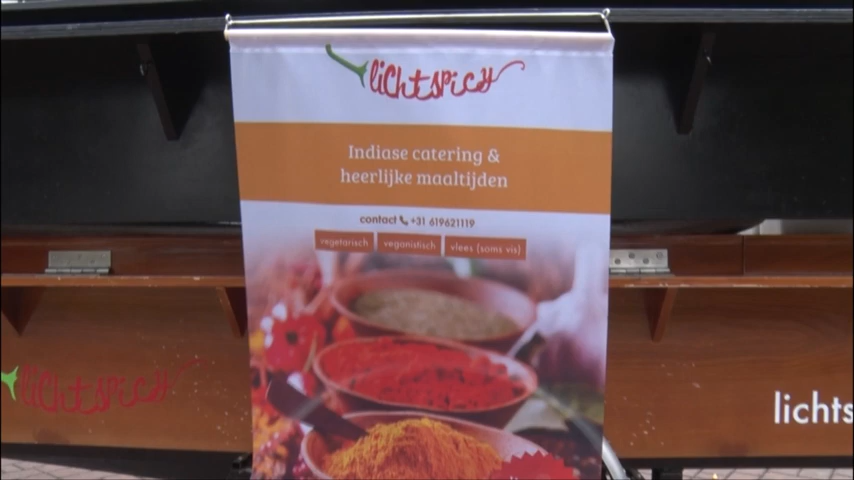 lichtspicy
Indiase catering &
heerlijke maaltijden
contact +31 619621119
vegetarisch veganistisch vlees (soms vis)
lichtspicy
lichts